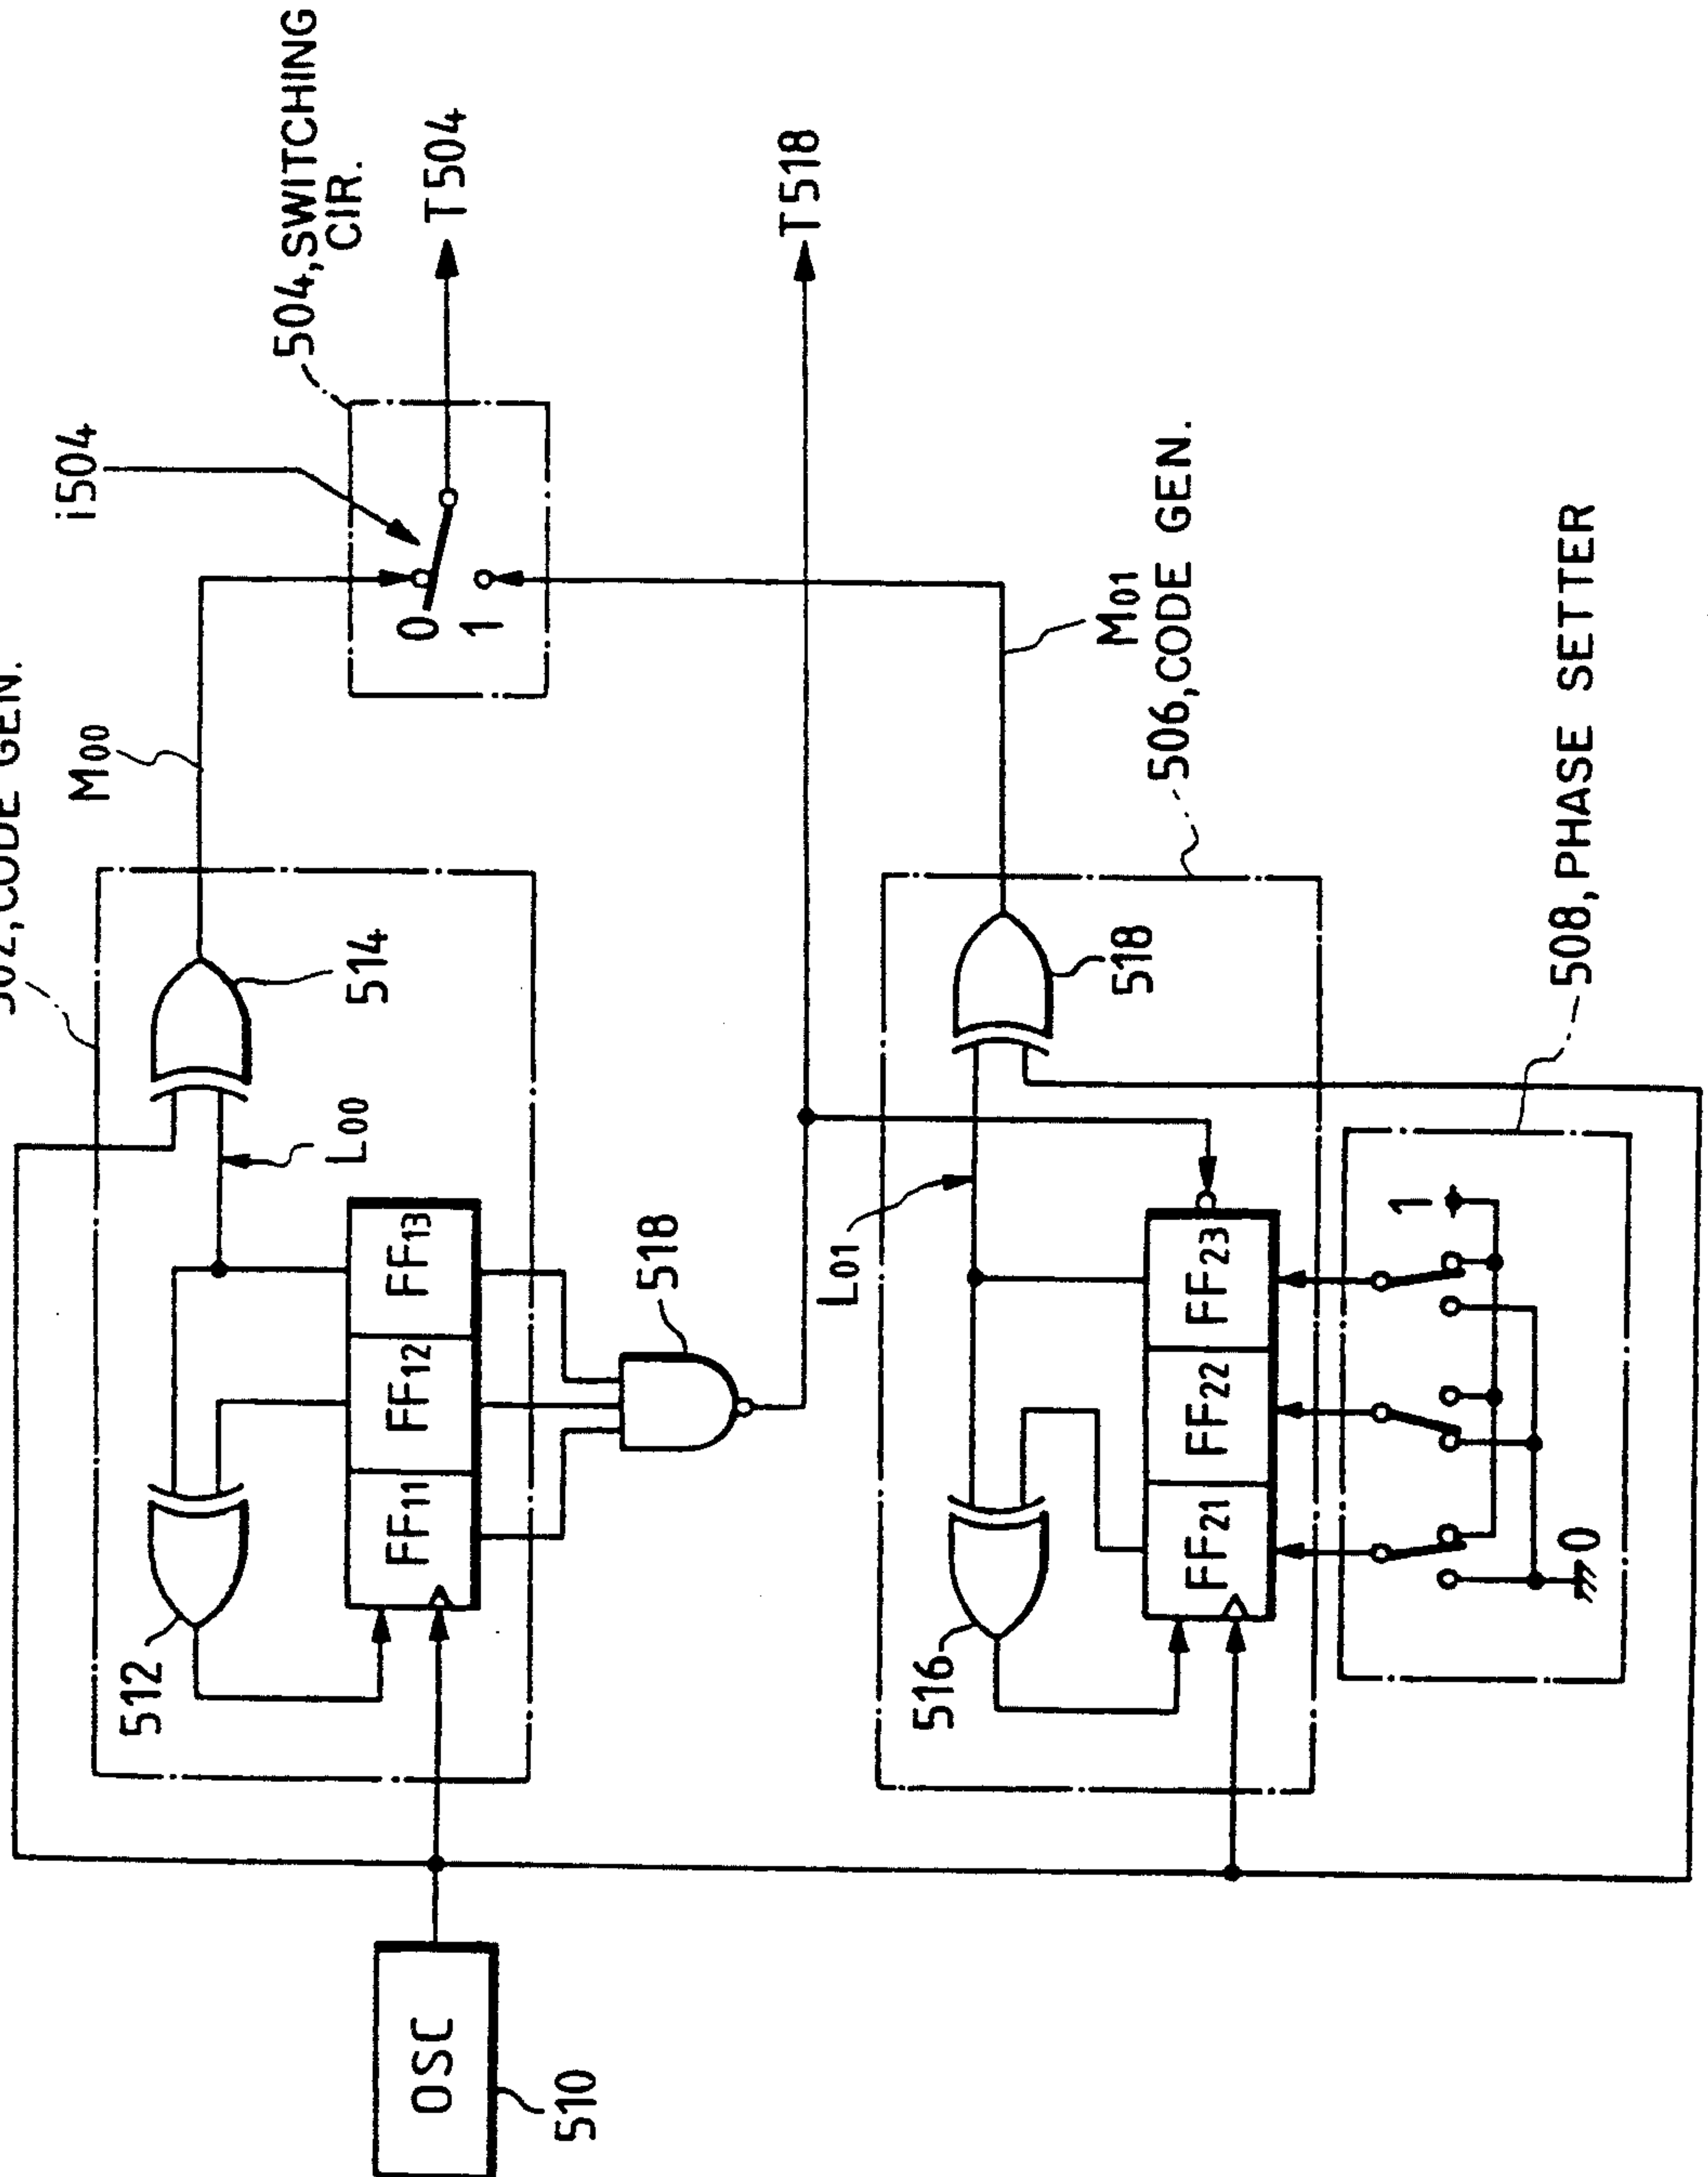 502, CODE GEN.
M00
i504
504, SWITCHING
CIR.
514
0
1
T504
512
L00
FF11
FF12
FF13
518
T518
OSC
510
L01
518
M01
506, CODE GEN.
516
FF21
FF22
FF23
1
0
508, PHASE SETTER